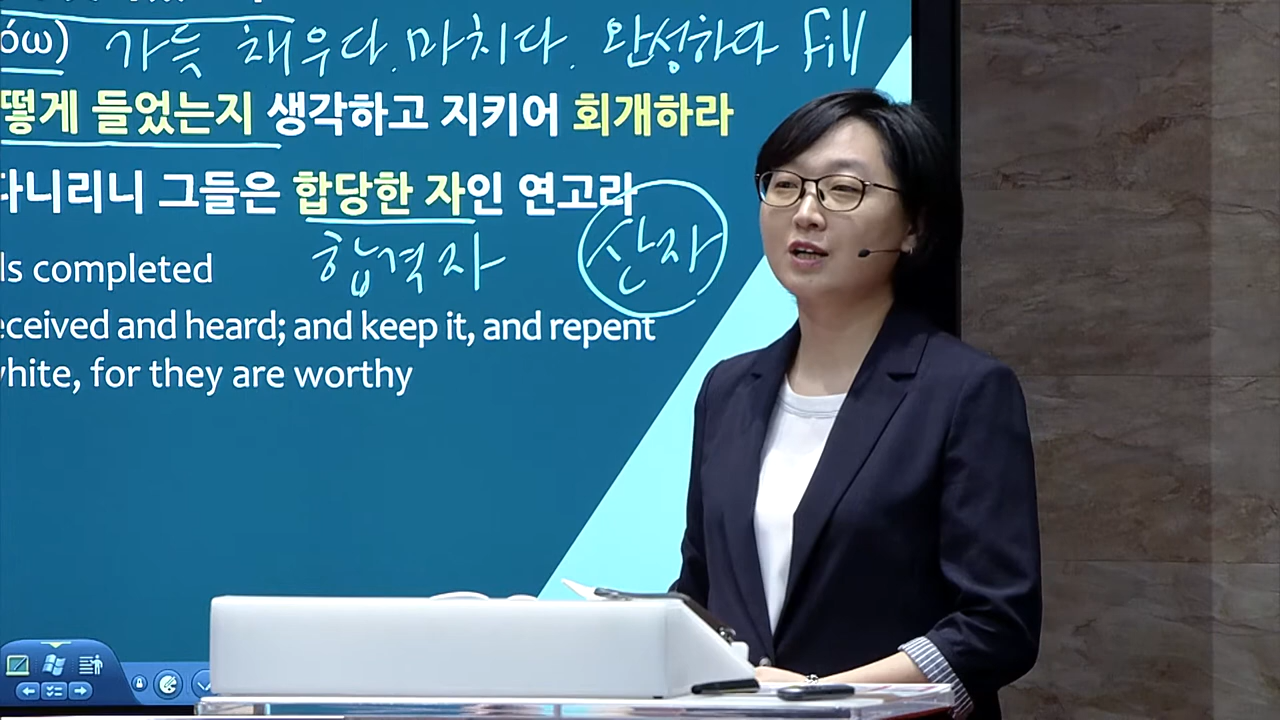 óω) 가득 채우다. 마치다. 완성하다 fill
떻게 들었는지 생각하고 지키어 회개하라
다니리니 그들은 합당한 자인 연고라
합격자 산자
ls completed
eceived and heard; and keep it, and repent
white, for they are worthy